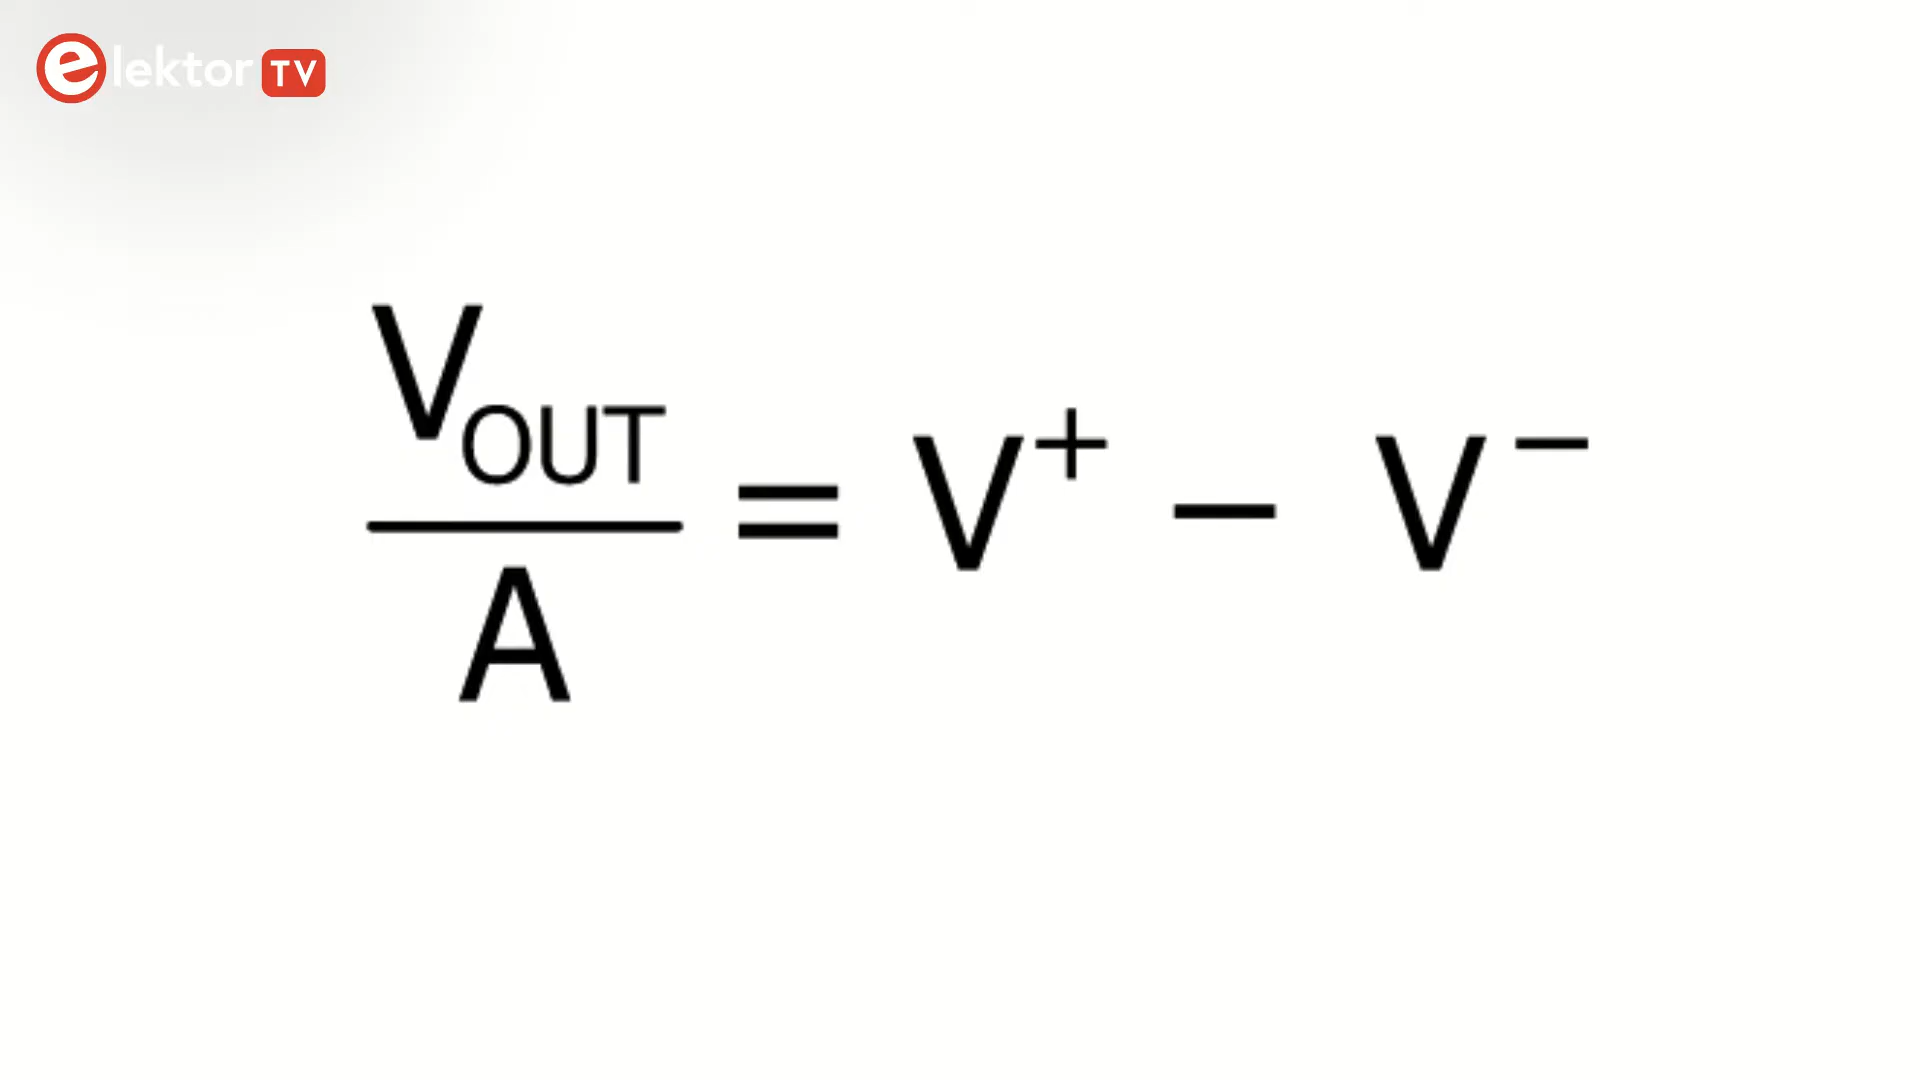 elektor TV
V_OUT / A = V⁺ − V⁻